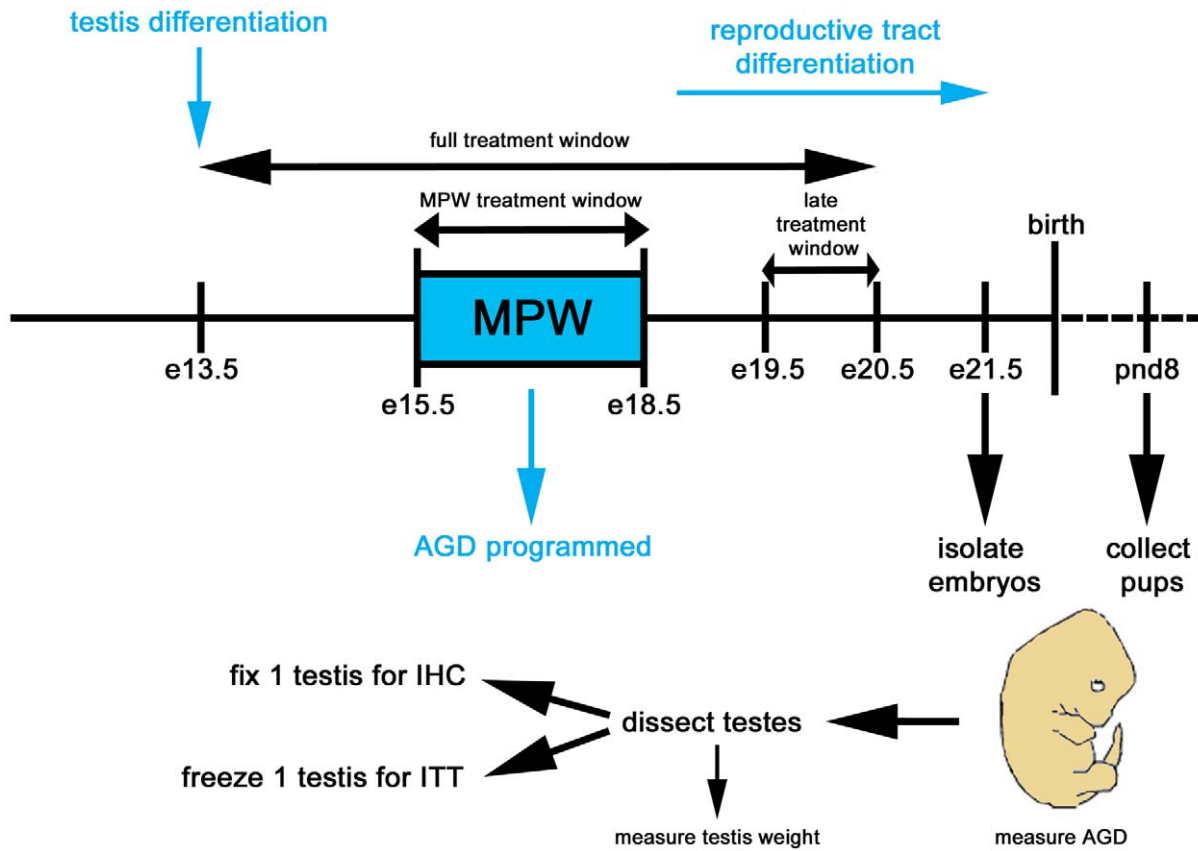 testis differentiation
reproductive tract
differentiation
full treatment window
MPW treatment window
late
treatment
window
birth
MPW
e13.5
e15.5
e18.5
e19.5
e20.5
e21.5
pnd8
AGD programmed
isolate
embryos
collect
pups
fix 1 testis for IHC
dissect testes
freeze 1 testis for ITT
measure testis weight
measure AGD